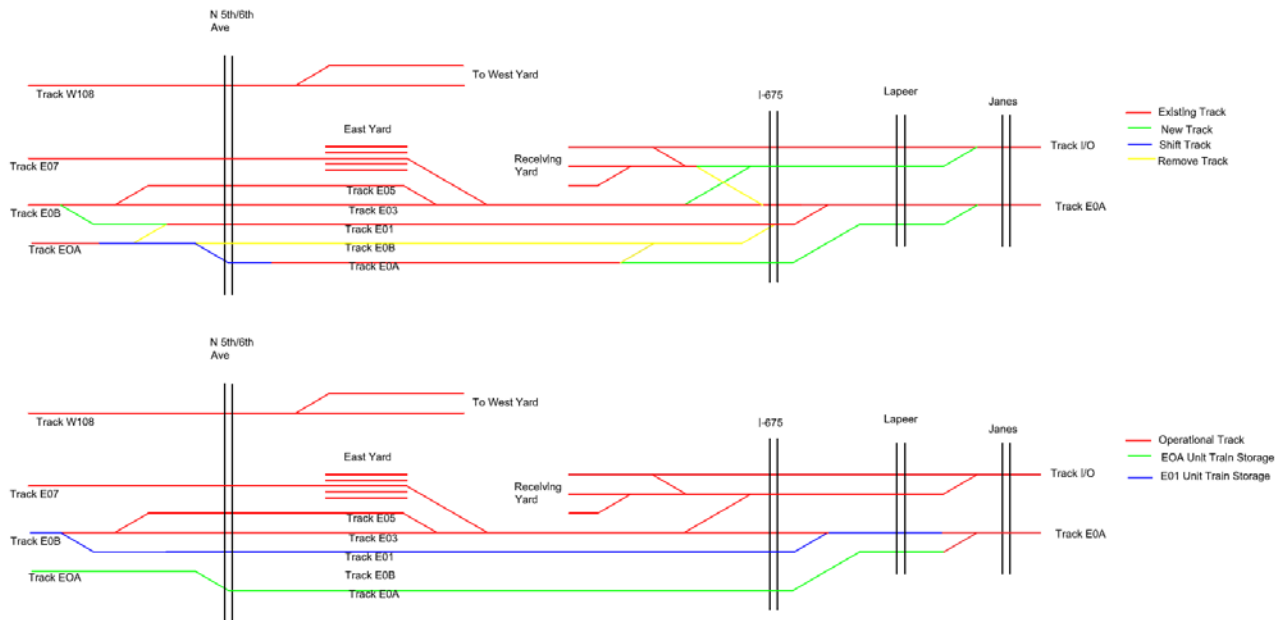 N 5th/6th
Ave
To West Yard
Track W108
I-675
Lapeer
Janes
East Yard
Existing Track
New Track
Shift Track
Remove Track
Track E07
Receiving
Yard
Track I/O
Track E05
Track E0B
Track E03
Track E0A
Track E01
Track EOA
Track E0B
Track E0A
N 5th/6th
Ave
To West Yard
Track W108
I-675
Lapeer
Janes
East Yard
Operational Track
EOA Unit Train Storage
E01 Unit Train Storage
Track E07
Receiving
Yard
Track I/O
Track E05
Track E0B
Track E03
Track E0A
Track E01
Track EOA
Track E0B
Track E0A